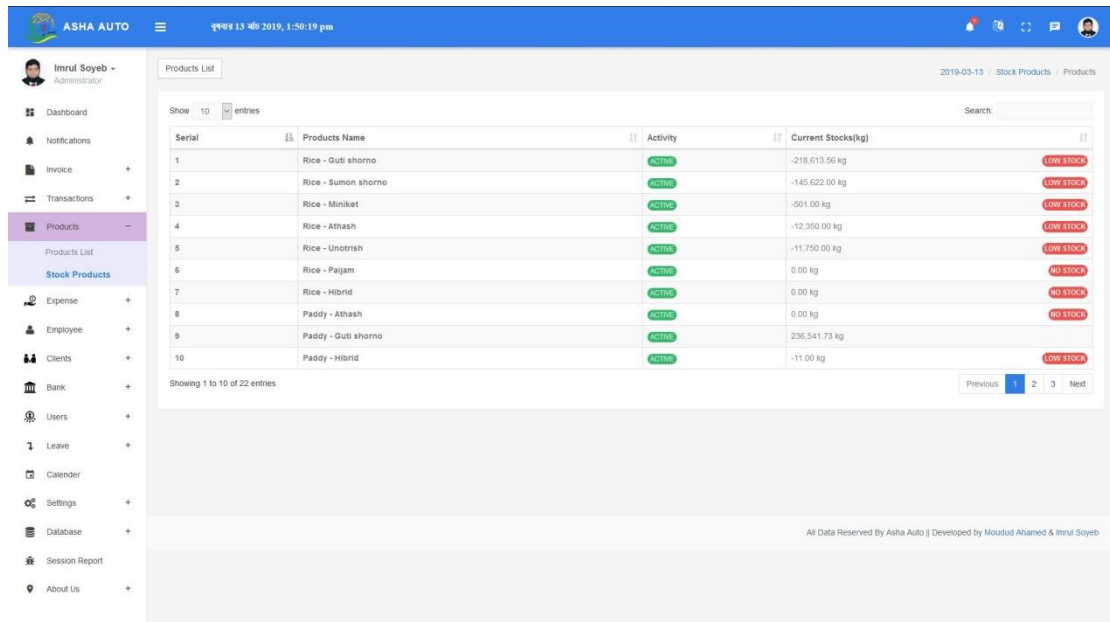 ASHA AUTO
বুধবার 13 মার্চ 2019, 1:50:19 pm
Imrul Soyeb
Administrator
Products List
2019-03-13 / Stock Products / Products
Dashboard
Notifications
Invoice +
Transactions +
Products −
Products List
Stock Products
Expense +
Employee +
Clients +
Bank +
Users +
Leave +
Calender
Settings +
Database +
Session Report
About Us +
Show 10 entries
Search:
Serial Products Name Activity Current Stocks(kg)
1 Rice - Guti shorno ACTIVE -218,613.56 kg LOW STOCK
2 Rice - Sumon shorno ACTIVE -145,622.00 kg LOW STOCK
3 Rice - Miniket ACTIVE -501.00 kg LOW STOCK
4 Rice - Athash ACTIVE -12,350.00 kg LOW STOCK
5 Rice - Unotrish ACTIVE -11,750.00 kg LOW STOCK
6 Rice - Paijam ACTIVE 0.00 kg NO STOCK
7 Rice - Hibrid ACTIVE 0.00 kg NO STOCK
8 Paddy - Athash ACTIVE 0.00 kg NO STOCK
9 Paddy - Guti shorno ACTIVE 236,541.73 kg
10 Paddy - Hibrid ACTIVE -11.00 kg LOW STOCK
Showing 1 to 10 of 22 entries
Previous 1 2 3 Next
All Data Reserved By Asha Auto || Developed by Moudud Ahamed & Imrul Soyeb